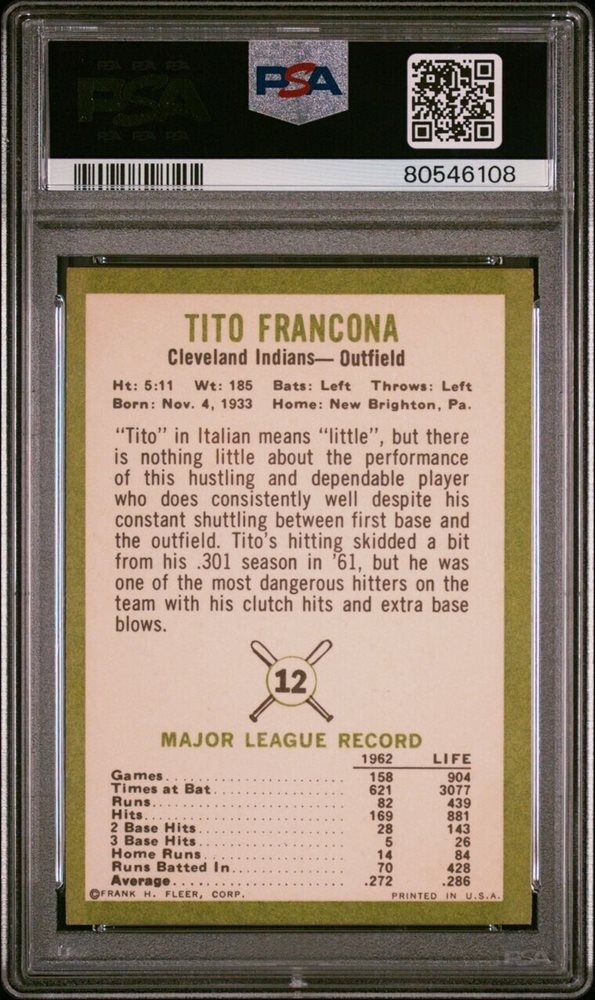 PSA
80546108
TITO FRANCONA
Cleveland Indians— Outfield
Ht: 5:11 Wt: 185 Bats: Left Throws: Left
Born: Nov. 4, 1933 Home: New Brighton, Pa.
"Tito" in Italian means "little", but there
is nothing little about the performance
of this hustling and dependable player
who does consistently well despite his
constant shuttling between first base and
the outfield. Tito's hitting skidded a bit
from his .301 season in '61, but he was
one of the most dangerous hitters on the
team with his clutch hits and extra base
blows.
12
MAJOR LEAGUE RECORD
1962 LIFE
Games 158 904
Times at Bat 621 3077
Runs 82 439
Hits 169 881
2 Base Hits 28 143
3 Base Hits 5 26
Home Runs 14 84
Runs Batted In 70 428
Average .272 .286
©FRANK H. FLEER, CORP. PRINTED IN U.S.A.
PSA